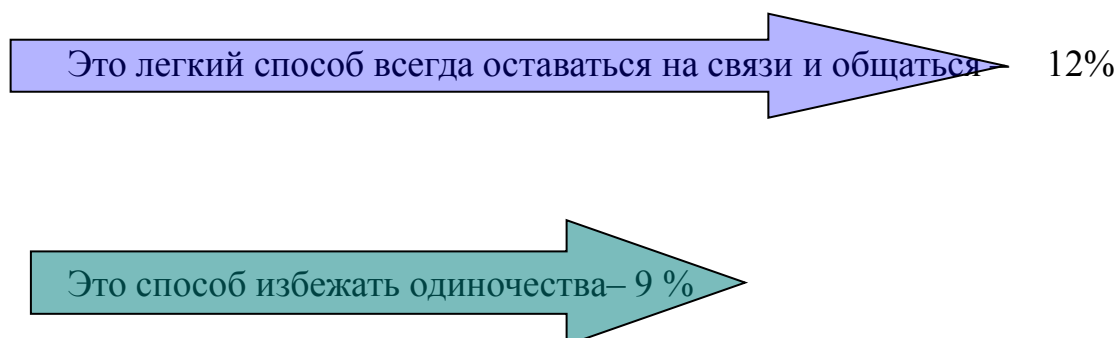 Это легкий способ всегда оставаться на связи и общаться – 12%
Это способ избежать одиночества– 9 %